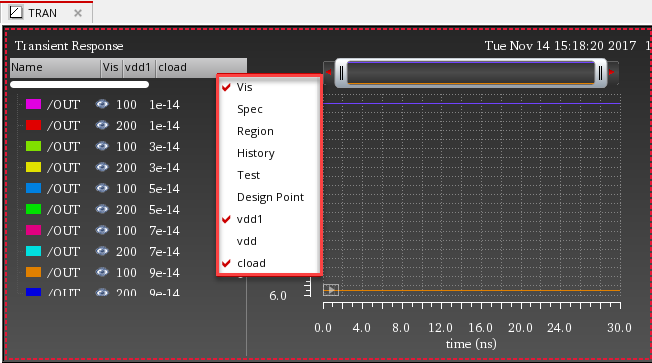 TRAN
Transient Response
Tue Nov 14 15:18:20 2017 1
Name Vis vdd1 cload
/OUT 100 1e-14
/OUT 200 1e-14
/OUT 100 3e-14
/OUT 200 3e-14
/OUT 100 5e-14
/OUT 200 5e-14
/OUT 100 7e-14
/OUT 200 7e-14
/OUT 100 9e-14
/OUT 200 9e-14
Vis
Spec
Region
History
Test
Design Point
vdd1
vdd
cload
6.0
0.0 4.0 8.0 12.0 16.0 20.0 24.0 30.0
time (ns)